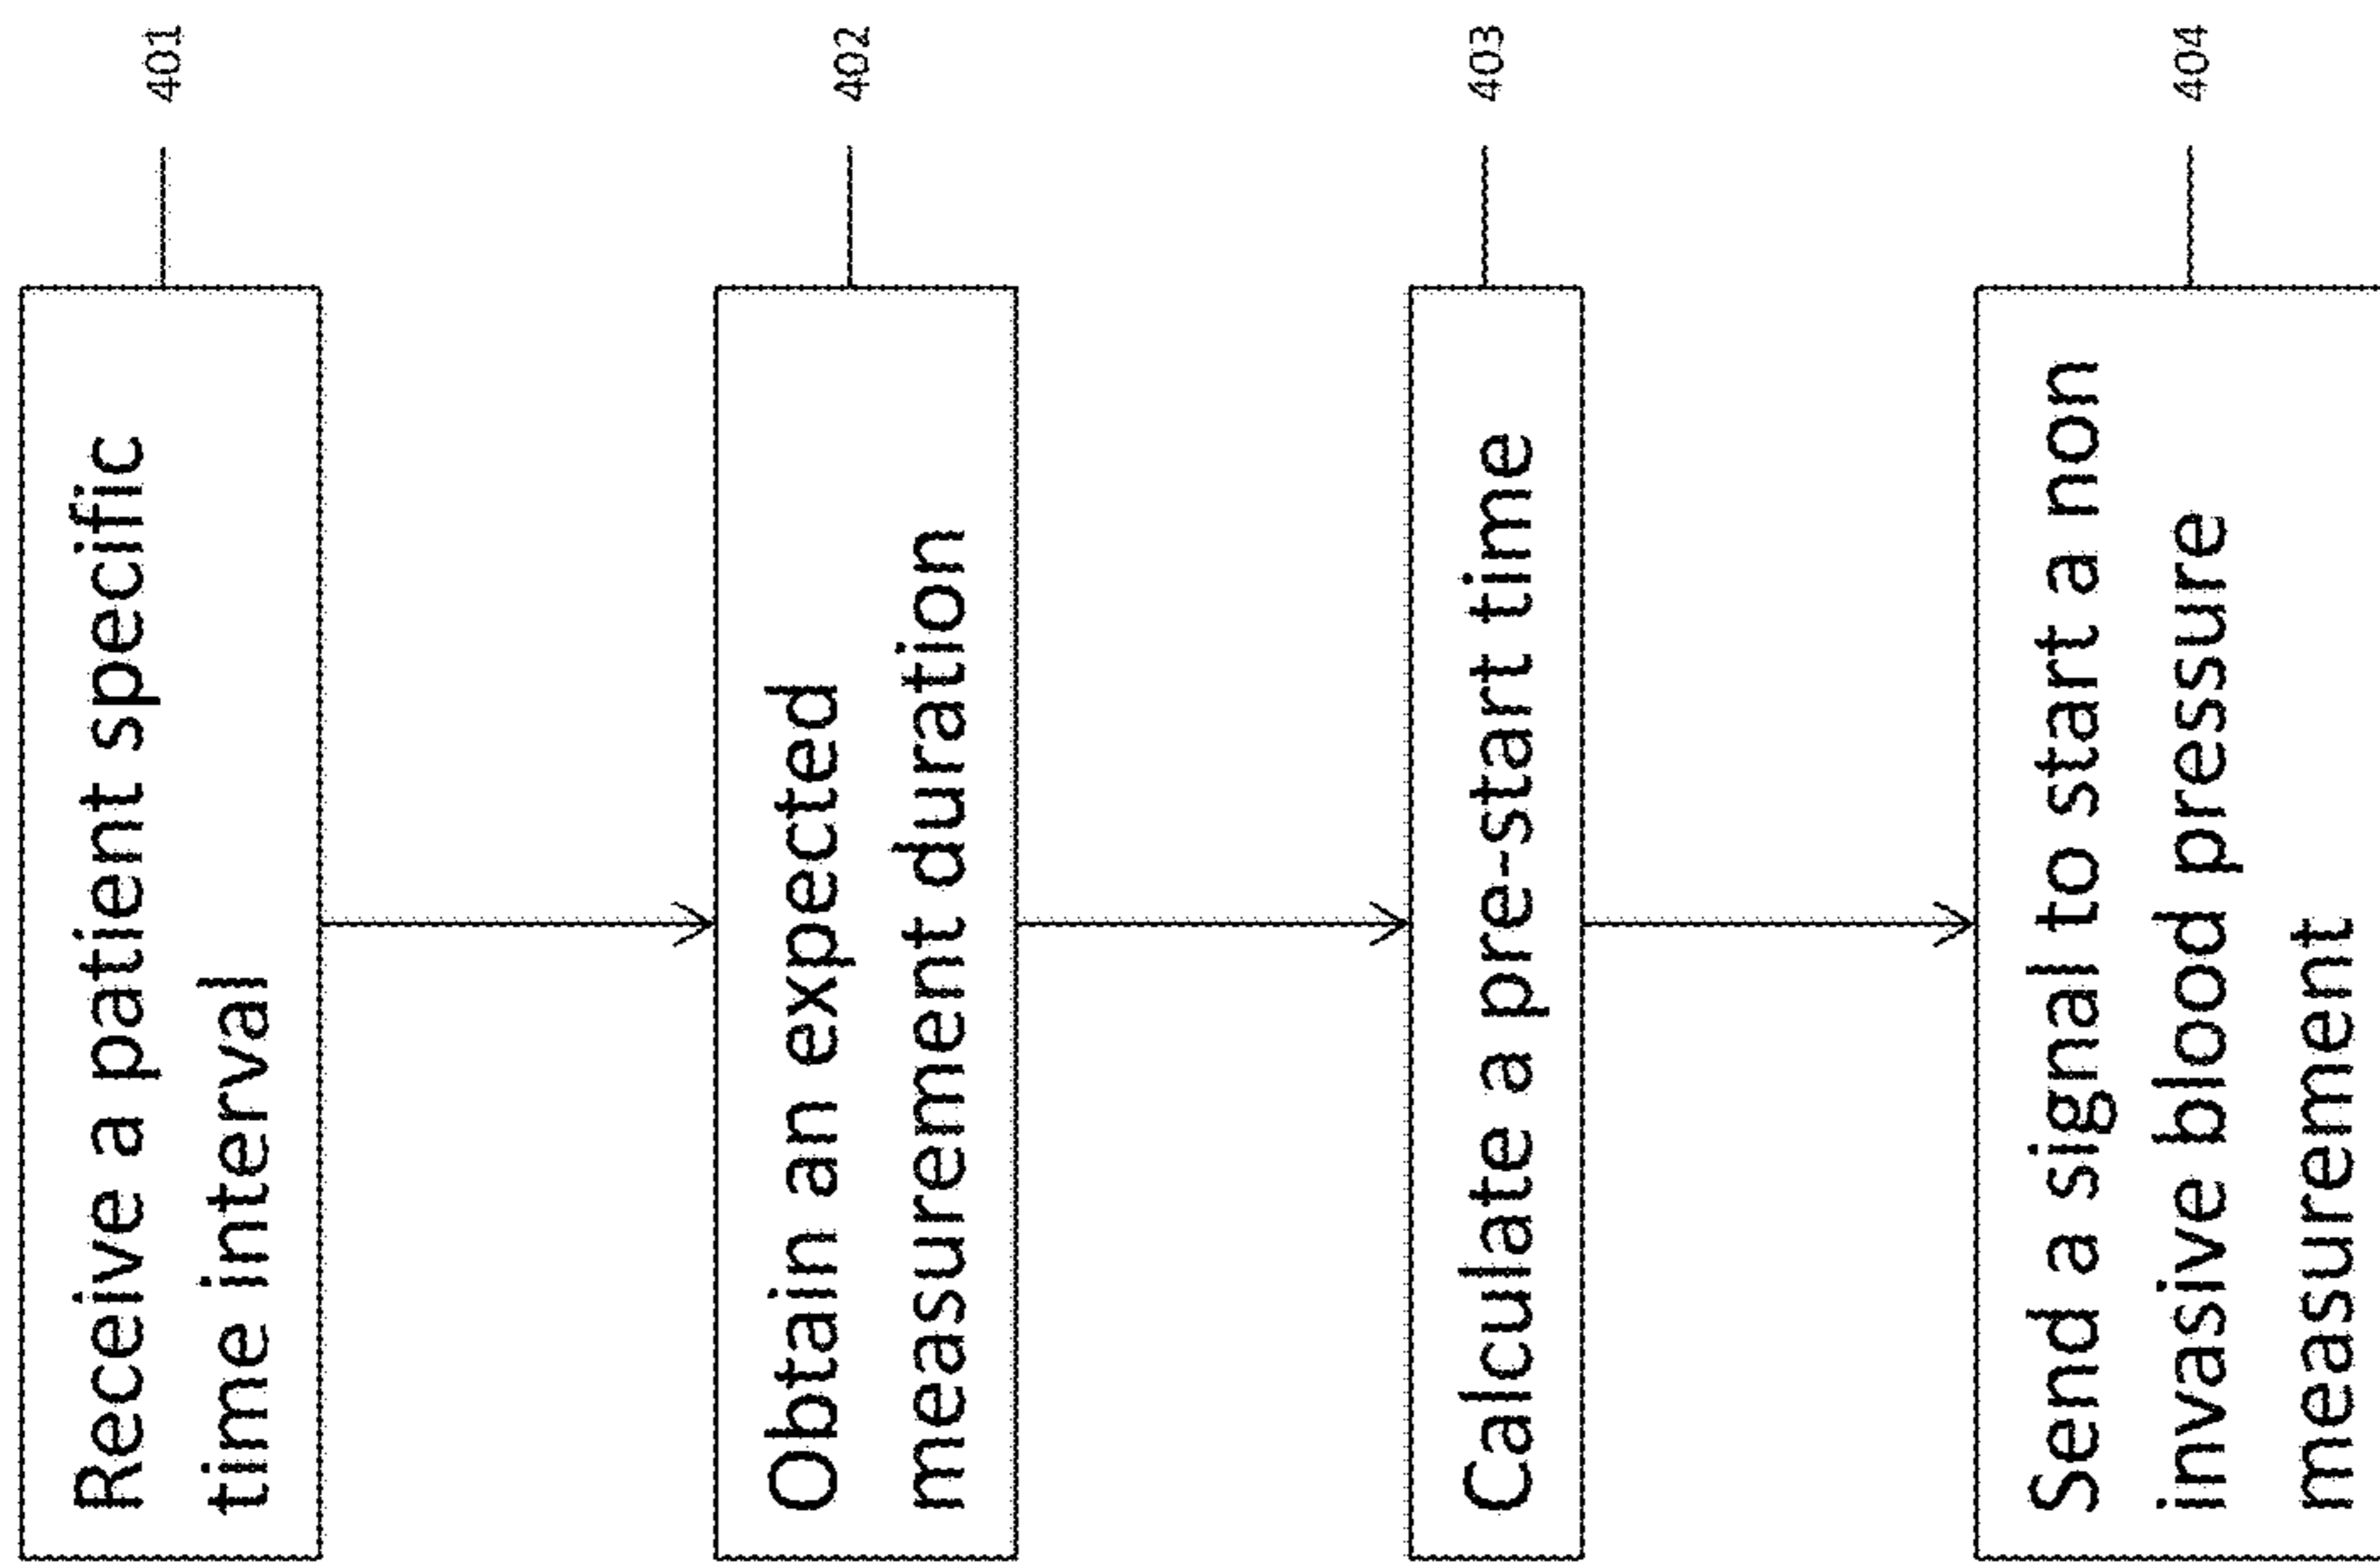 Receive a patient specific
time interval
401
Obtain an expected
measurement duration
402
Calculate a pre-start time
403
Send a signal to start a non
invasive blood pressure
measurement
404